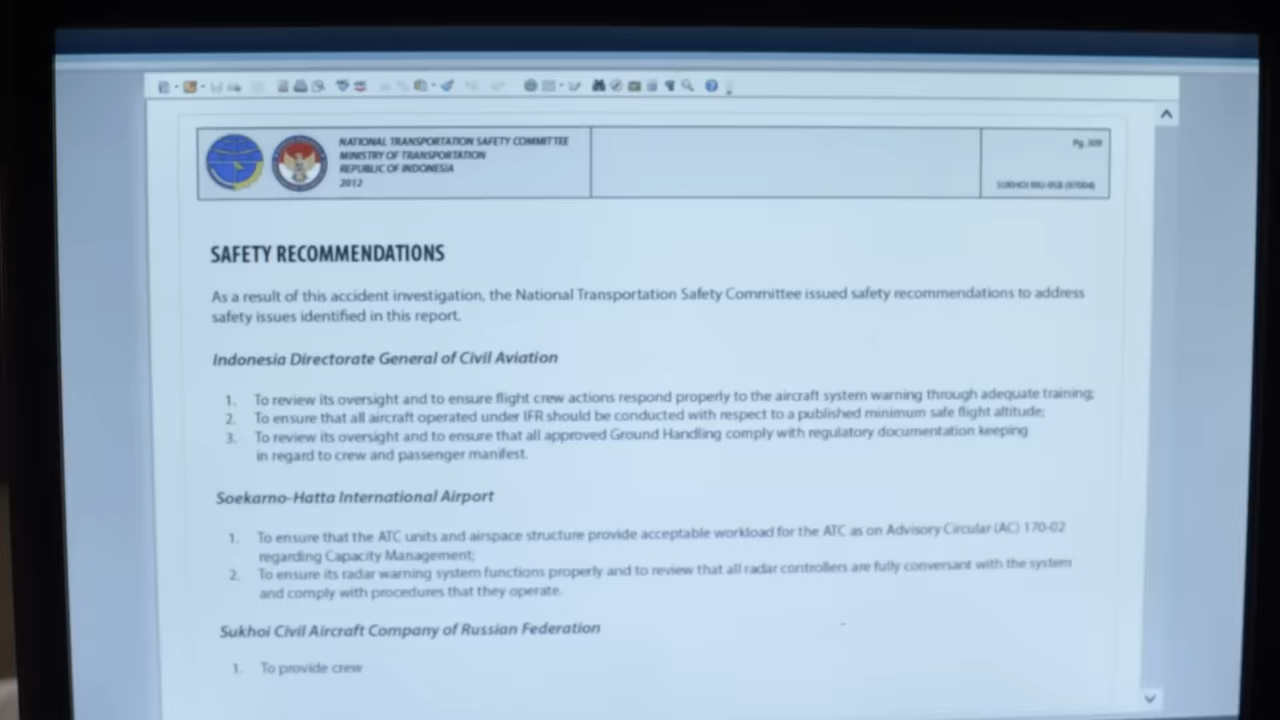 NATIONAL TRANSPORTATION SAFETY COMMITTEE
MINISTRY OF TRANSPORTATION
REPUBLIC OF INDONESIA
2012
Pg. 309
SAFETY RECOMMENDATIONS
As a result of this accident investigation, the National Transportation Safety Committee issued safety recommendations to address
safety issues identified in this report.
Indonesia Directorate General of Civil Aviation
1. To review its oversight and to ensure flight crew actions respond properly to the aircraft system warning through adequate training;
2. To ensure that all aircraft operated under IFR should be conducted with respect to a published minimum safe flight altitude;
3. To review its oversight and to ensure that all approved Ground Handling comply with regulatory documentation keeping
in regard to crew and passenger manifest.
Soekarno-Hatta International Airport
1. To ensure that the ATC units and airspace structure provide acceptable workload for the ATC as on Advisory Circular (AC) 170-02
regarding Capacity Management;
2. To ensure its radar warning system functions properly and to review that all radar controllers are fully conversant with the system
and comply with procedures that they operate.
Sukhoi Civil Aircraft Company of Russian Federation
1. To provide crew